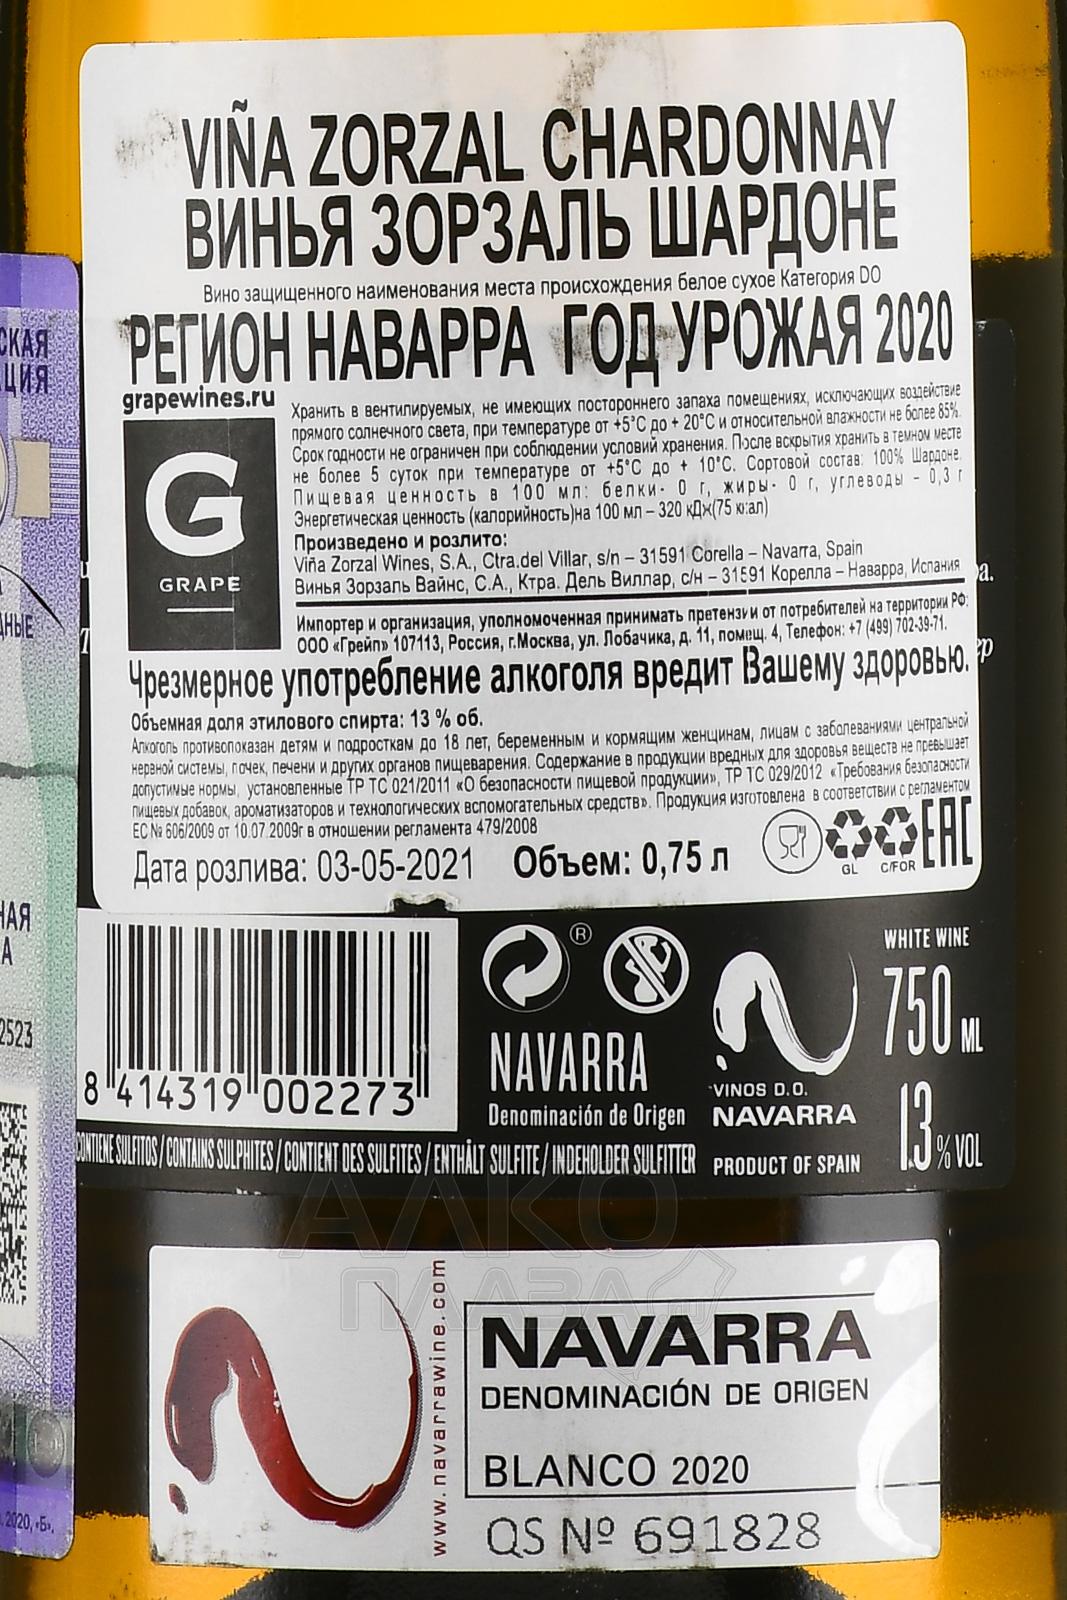 VIÑA ZORZAL CHARDONNAY
ВИНЬЯ ЗОРЗАЛЬ ШАРДОНЕ
Вино защищенного наименования места происхождения белое сухое Категория DO
РЕГИОН НАВАРРА ГОД УРОЖАЯ 2020
grapewines.ru
G
GRAPE
Хранить в вентилируемых, не имеющих постороннего запаха помещениях, исключающих воздействие
прямого солнечного света, при температуре от +5°С до + 20°С и относительной влажности не более 85%.
Срок годности не ограничен при соблюдении условий хранения. После вскрытия хранить в темном месте
не более 5 суток при температуре от +5°С до + 10°С. Сортовой состав: 100% Шардоне.
Пищевая ценность в 100 мл: белки- 0 г, жиры- 0 г, углеводы – 0,3 г
Энергетическая ценность (калорийность)на 100 мл – 320 кДж(75 ккал)
Произведено и розлито:
Viña Zorzal Wines, S.A., Ctra.del Villar, s/n – 31591 Corella – Navarra, Spain
Винья Зорзаль Вайнс, С.А., Ктра. Дель Виллар, с/н – 31591 Корелла – Наварра, Испания
Импортер и организация, уполномоченная принимать претензии от потребителей на территории РФ:
ООО «Грейп» 107113, Россия, г.Москва, ул. Лобачика, д. 11, помещ. 4, Телефон: +7 (499) 702-39-71.
Чрезмерное употребление алкоголя вредит Вашему здоровью.
Объемная доля этилового спирта: 13 % об.
Алкоголь противопоказан детям и подросткам до 18 лет, беременным и кормящим женщинам, лицам с заболеваниями центральной
нервной системы, почек, печени и других органов пищеварения. Содержание в продукции вредных для здоровья веществ не превышает
допустимые нормы, установленные ТР ТС 021/2011 «О безопасности пищевой продукции», ТР ТС 029/2012 «Требования безопасности
пищевых добавок, ароматизаторов и технологических вспомогательных средств». Продукция изготовлена в соответствии с регламентом
ЕС № 606/2009 от 10.07.2009г в отношении регламента 479/2008
Дата розлива: 03-05-2021 Объем: 0,75 л
GL
C/FOR
EAC
8 414319 002273
®
NAVARRA
Denominación de Origen
VINOS D.O.
NAVARRA
PRODUCT OF SPAIN
WHITE WINE
750 ML
13 % VOL
CONTIENE SULFITOS / CONTAINS SULPHITES / CONTIENT DES SULFITES / ENTHÄLT SULFITE / INDEHOLDER SULFITTER
АЛКО
ПЛАЗА
www.navarrawine.com
NAVARRA
DENOMINACIÓN DE ORIGEN
BLANCO 2020
QS Nº 691828
2523
2020, «Б».